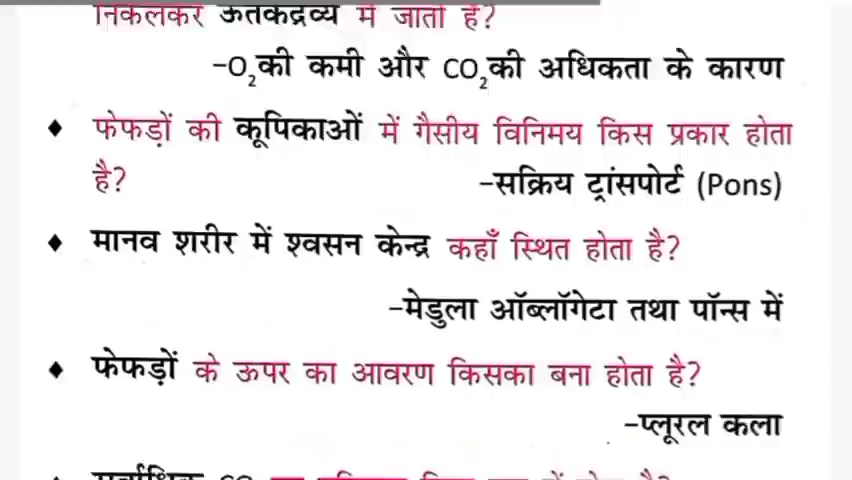 निकलकर ऊतकद्रव्य में जाती है?
–O₂की कमी और CO₂की अधिकता के कारण
♦ फेफड़ों की कूपिकाओं में गैसीय विनिमय किस प्रकार होता
है? –सक्रिय ट्रांसपोर्ट (Pons)
♦ मानव शरीर में श्वसन केन्द्र कहाँ स्थित होता है?
–मेडुला ऑब्लॉगेटा तथा पॉन्स में
♦ फेफड़ों के ऊपर का आवरण किसका बना होता है?
–प्लूरल कला